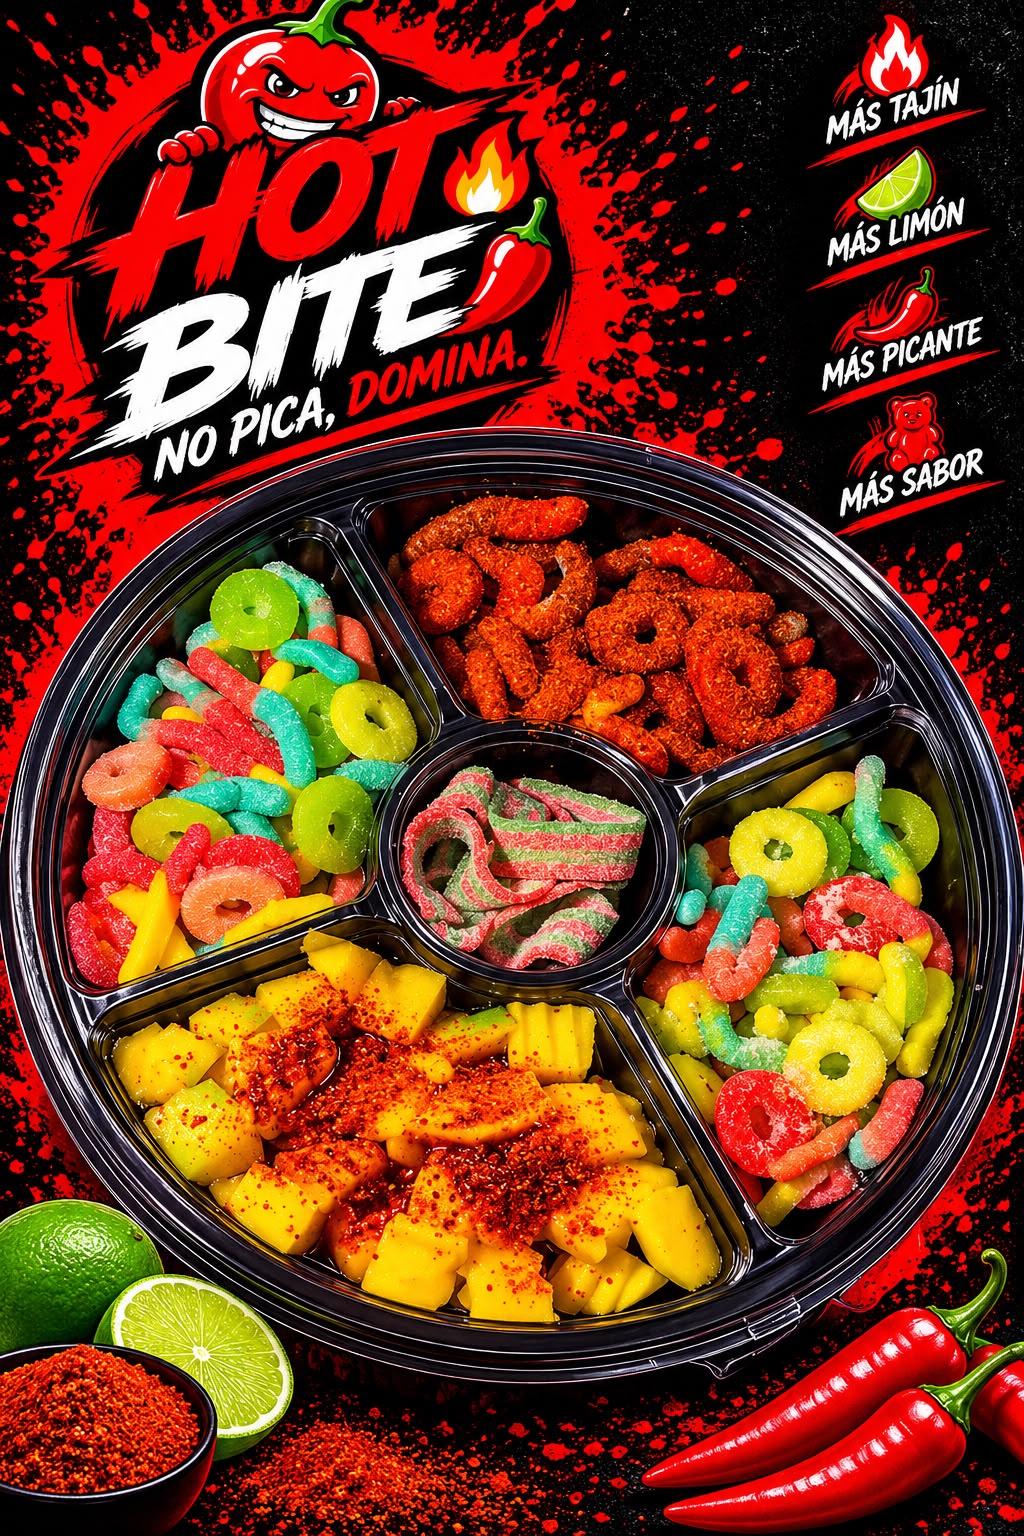 HOT
BITE
NO PICA, DOMINA.
MÁS TAJÍN
MÁS LIMÓN
MÁS PICANTE
MÁS SABOR